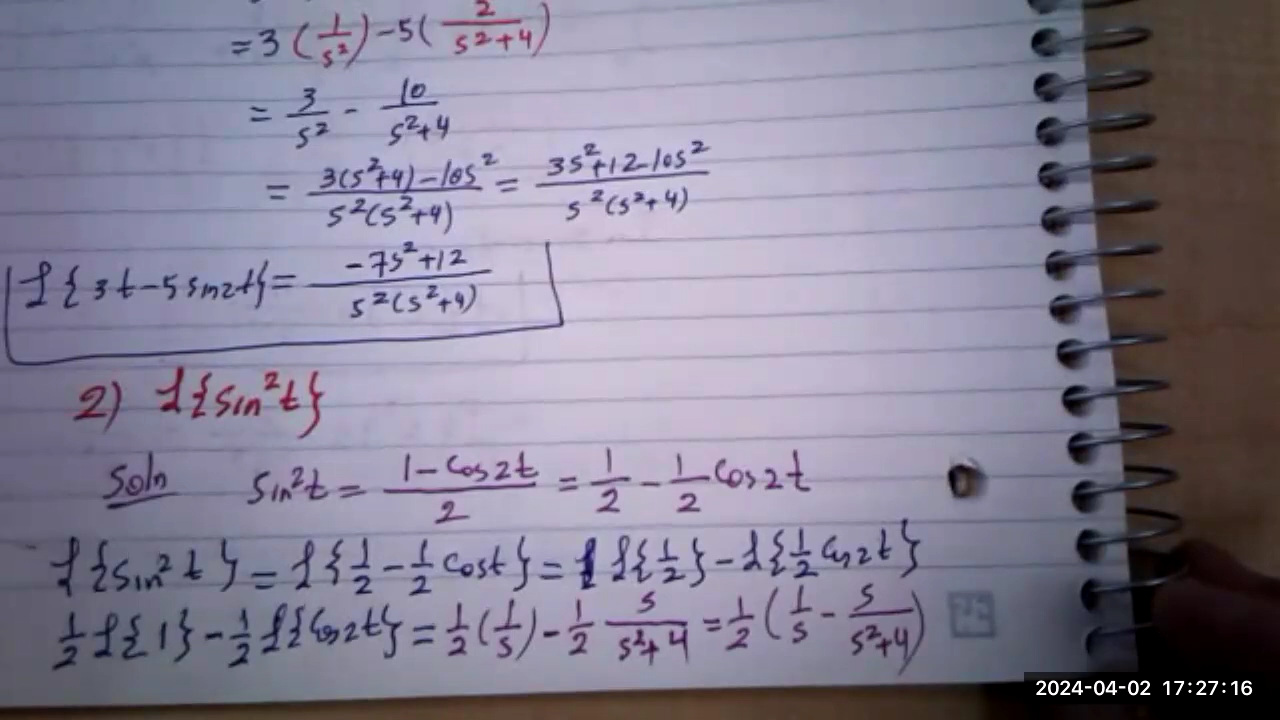 = 3 (1/s²) - 5( 2/s²+4)
= 3/s² - 10/s²+4
= 3(s²+4) - 10s²/s²(s²+4) = 3s²+12-10s²/s²(s²+4)
L{3t-5sin2t} = -7s²+12/s²(s²+4)
2) L{sin²t}
Soln sin²t = 1-Cos2t/2 = 1/2 - 1/2 Cos2t
L{sin²t} = L{1/2 - 1/2 Cost} = L{1/2} - L{1/2 Cos2t}
1/2 L{1} - 1/2 L{Cos2t} = 1/2(1/s) - 1/2 s/s²+4 = 1/2(1/s - s/s²+4)
2024-04-02 17:27:16